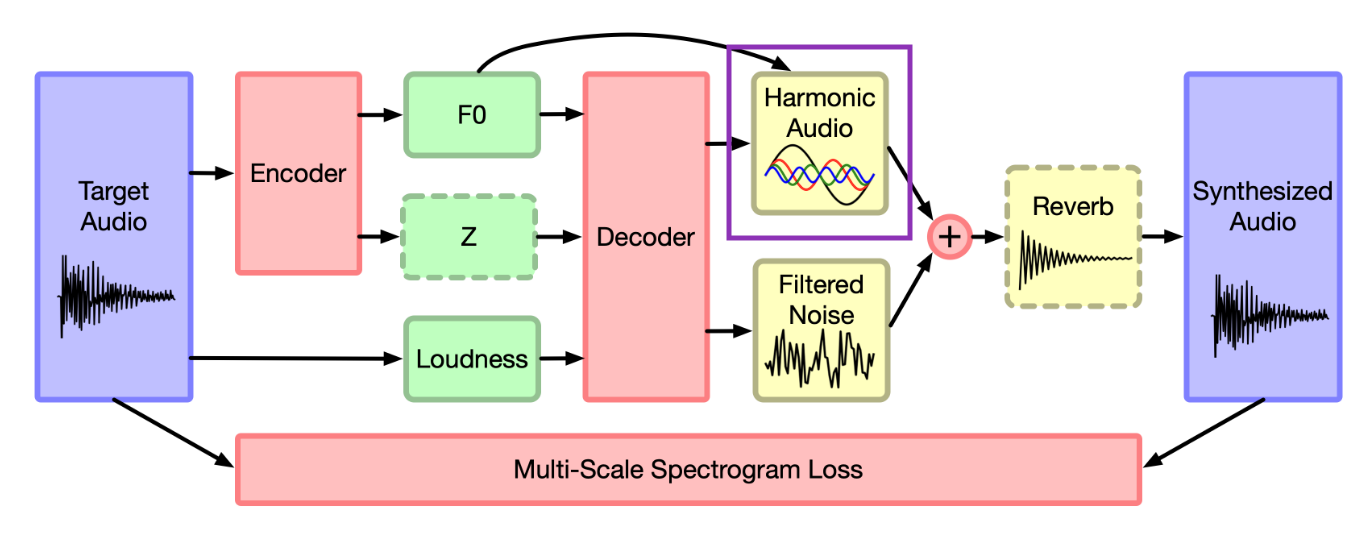 Target
Audio
Encoder
F0
Z
Loudness
Decoder
Harmonic
Audio
Filtered
Noise
+
Reverb
Synthesized
Audio
Multi-Scale Spectrogram Loss